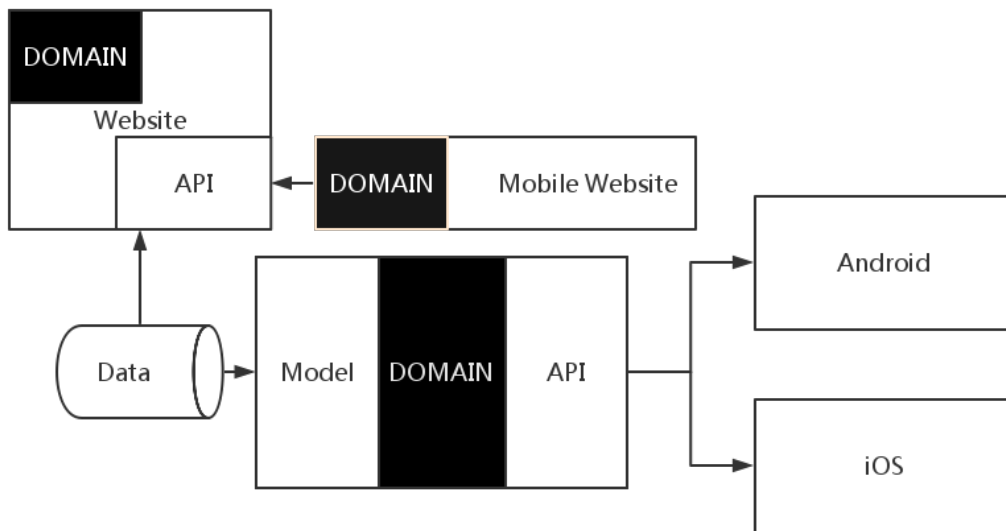 DOMAIN
Website
API
DOMAIN
Mobile Website
Android
Data
Model
DOMAIN
API
iOS